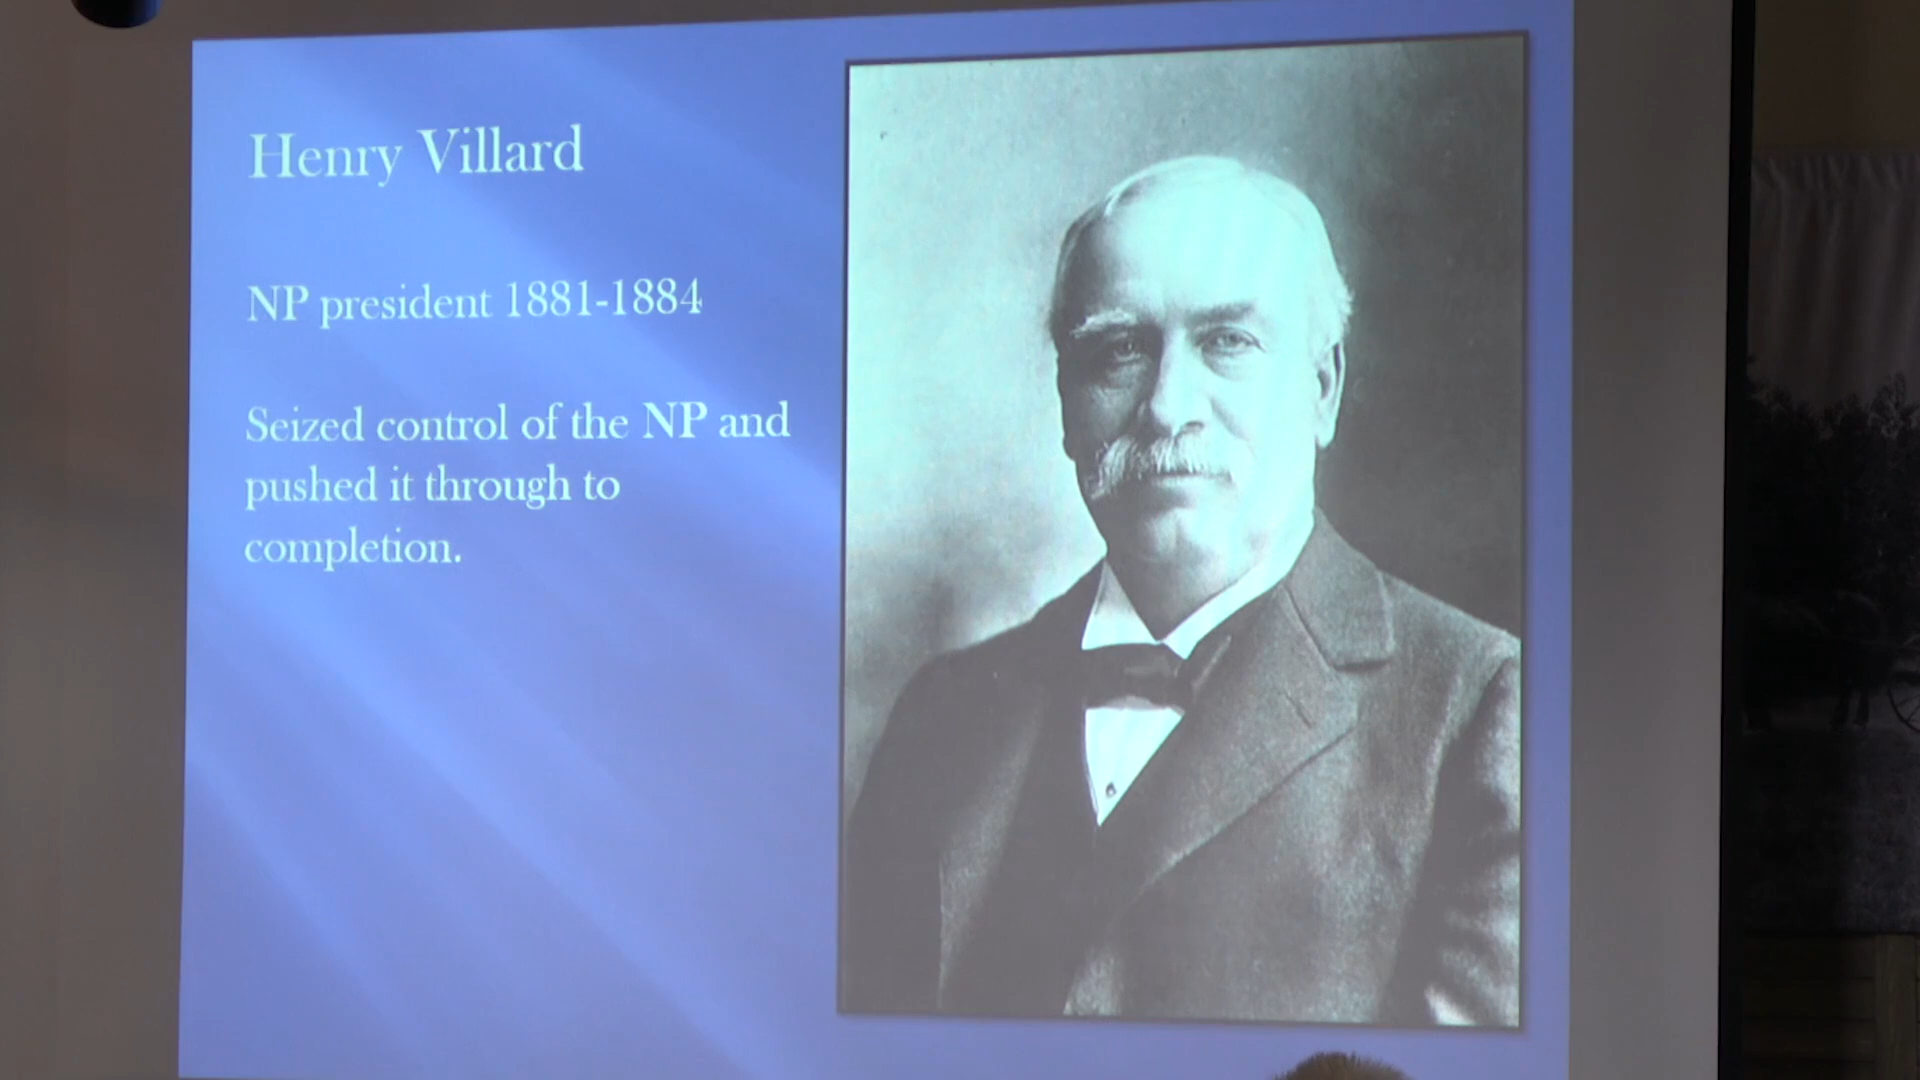 Henry Villard
NP president 1881-1884
Seized control of the NP and
pushed it through to
completion.